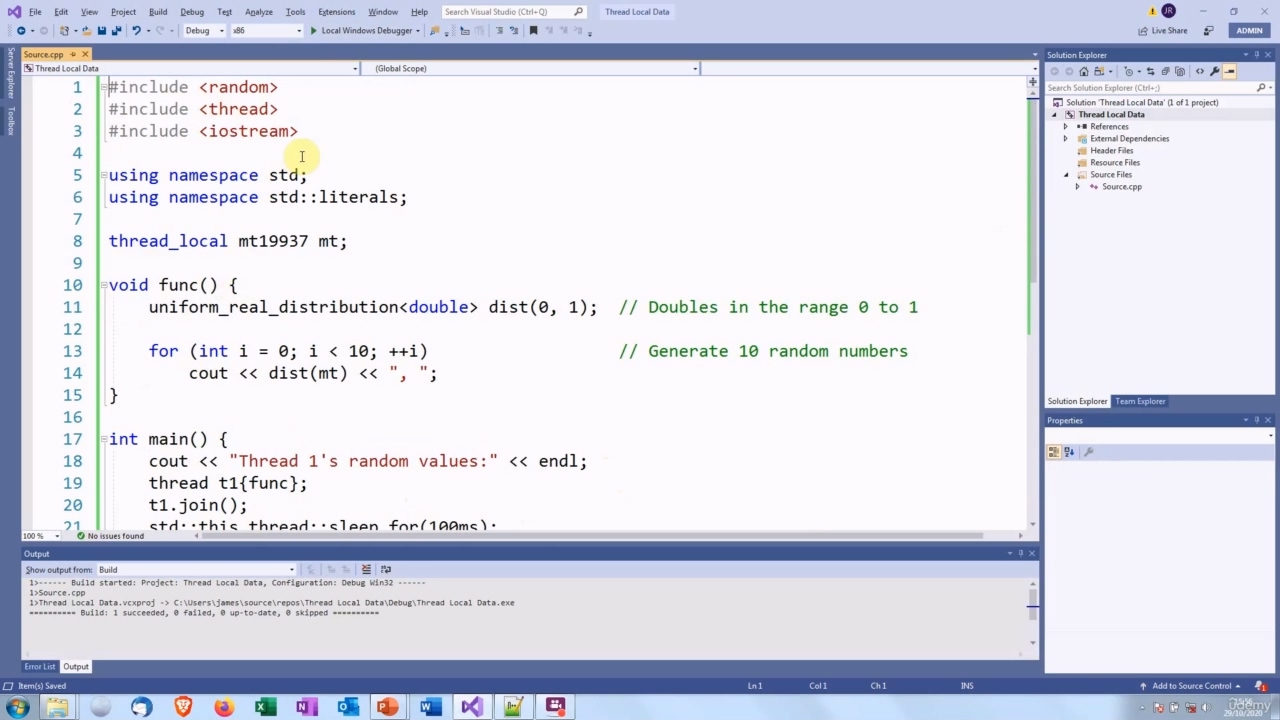 File Edit View Project Build Debug Test Analyze Tools Extensions Window Help Search Visual Studio (Ctrl+Q) Thread Local Data JR
Debug x86 Local Windows Debugger Live Share ADMIN
Server Explorer
Toolbox
Source.cpp
Thread Local Data (Global Scope)
1 #include <random>
2 #include <thread>
3 #include <iostream>
4
5 using namespace std;
6 using namespace std::literals;
7
8 thread_local mt19937 mt;
9
10 void func() {
11 uniform_real_distribution<double> dist(0, 1); // Doubles in the range 0 to 1
12
13 for (int i = 0; i < 10; ++i) // Generate 10 random numbers
14 cout << dist(mt) << ", ";
15 }
16
17 int main() {
18 cout << "Thread 1's random values:" << endl;
19 thread t1{func};
20 t1.join();
21 std::this_thread::sleep_for(100ms);
100 % No issues found
Output
Show output from: Build
1>------ Build started: Project: Thread Local Data, Configuration: Debug Win32 ------
1>Source.cpp
1>Thread Local Data.vcxproj -> C:\Users\james\source\repos\Thread Local Data\Debug\Thread Local Data.exe
========== Build: 1 succeeded, 0 failed, 0 up-to-date, 0 skipped ==========
Error List Output
Solution Explorer
Search Solution Explorer (Ctrl+;)
Solution 'Thread Local Data' (1 of 1 project)
Thread Local Data
References
External Dependencies
Header Files
Resource Files
Source Files
Source.cpp
Solution Explorer Team Explorer
Properties
Item(s) Saved Ln 1 Col 1 Ch 1 INS Add to Source Control 1
udemy
29/10/2020